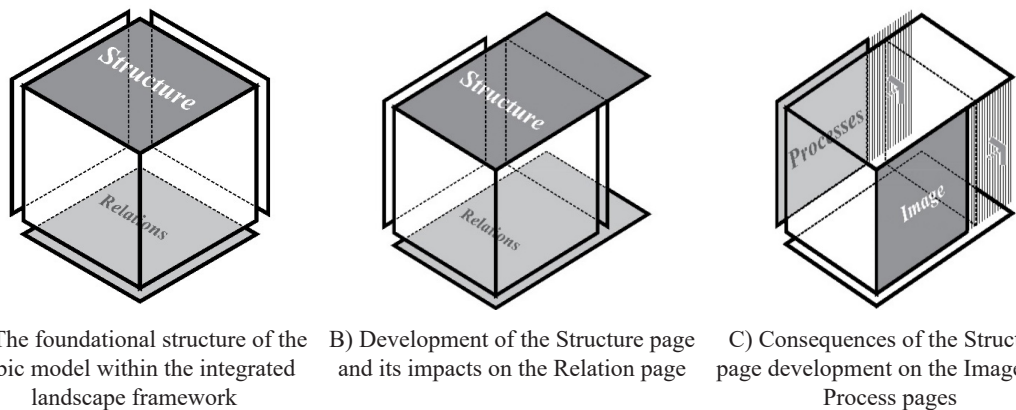 Structure
Relations
Structure
Relations
Processes
?
Image
?
The foundational structure of the
bic model within the integrated
landscape framework
B) Development of the Structure page
and its impacts on the Relation page
C) Consequences of the Struct
page development on the Image
Process pages